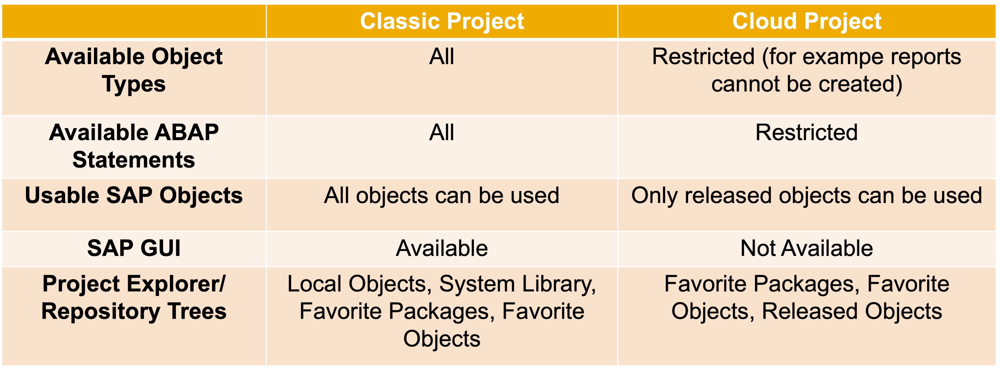 Classic Project
Cloud Project
Available Object
Types
All
Restricted (for exampe reports
cannot be created)
Available ABAP
Statements
All
Restricted
Usable SAP Objects
All objects can be used
Only released objects can be used
SAP GUI
Available
Not Available
Project Explorer/
Repository Trees
Local Objects, System Library,
Favorite Packages, Favorite
Objects
Favorite Packages, Favorite
Objects, Released Objects